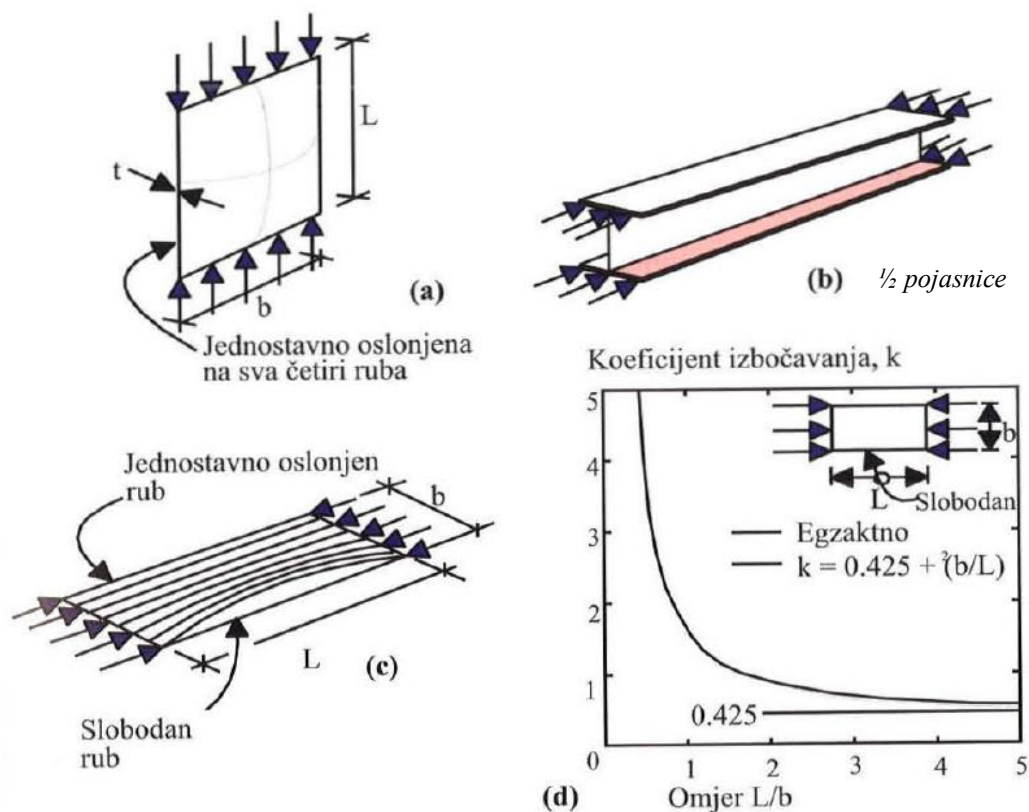 L
t
b
(a)
Jednostavno oslonjena
na sva četiri ruba
(b) ½ pojasnice
Jednostavno oslonjen
rub
b
L
(c)
Slobodan
rub
Koeficijent izbočavanja, k
5
4
3
2
1
0
b
L
Slobodan
Egzaktno
k = 0.425 + ²(b/L)
0.425
1 2 3 4 5
(d) Omjer L/b